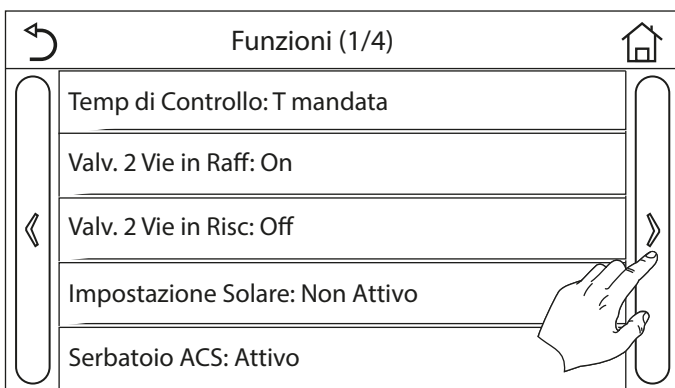 Funzioni (1/4)
Temp di Controllo: T mandata
Valv. 2 Vie in Raff: On
Valv. 2 Vie in Risc: Off
Impostazione Solare: Non Attivo
Serbatoio ACS: Attivo